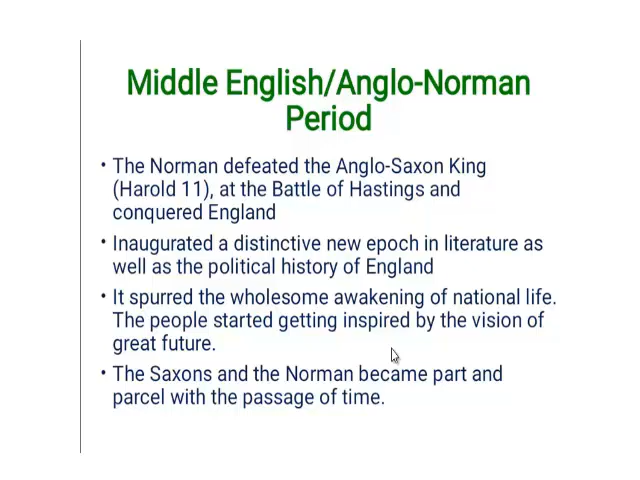 Middle English/Anglo-Norman
Period
• The Norman defeated the Anglo-Saxon King
(Harold 11), at the Battle of Hastings and
conquered England
• Inaugurated a distinctive new epoch in literature as
well as the political history of England
• It spurred the wholesome awakening of national life.
The people started getting inspired by the vision of
great future.
• The Saxons and the Norman became part and
parcel with the passage of time.